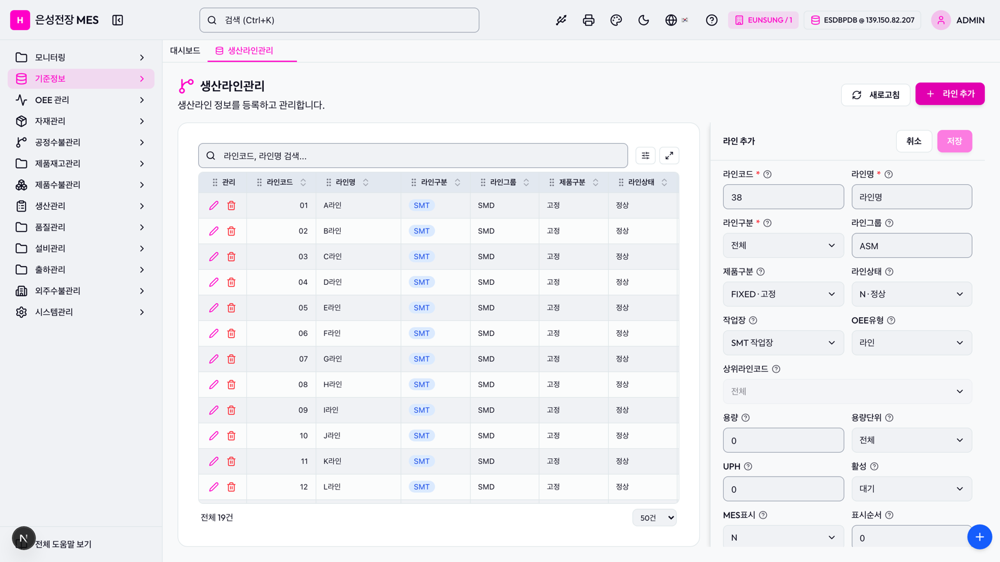 H 은성전장 MES
검색 (Ctrl+K)
EUNSUNG / 1
ESDBPDB @ 139.150.82.207
ADMIN
모니터링
기준정보
OEE 관리
자재관리
공정수불관리
제품재고관리
제품수불관리
생산관리
품질관리
설비관리
출하관리
외주수불관리
시스템관리
N 전체 도움말 보기
대시보드 생산라인관리
생산라인관리
생산라인 정보를 등록하고 관리합니다.
새로고침 라인 추가
라인코드, 라인명 검색...
관리 라인코드 라인명 라인구분 라인그룹 제품구분 라인상태
01 A라인 SMT SMD 고정 정상
02 B라인 SMT SMD 고정 정상
03 C라인 SMT SMD 고정 정상
04 D라인 SMT SMD 고정 정상
05 E라인 SMT SMD 고정 정상
06 F라인 SMT SMD 고정 정상
07 G라인 SMT SMD 고정 정상
08 H라인 SMT SMD 고정 정상
09 I라인 SMT SMD 고정 정상
10 J라인 SMT SMD 고정 정상
11 K라인 SMT SMD 고정 정상
12 L라인 SMT SMD 고정 정상
전체 19건 50건
라인 추가 취소 저장
라인코드 * 라인명 *
38 라인명
라인구분 * 라인그룹
전체 ASM
제품구분 라인상태
FIXED · 고정 N · 정상
작업장 OEE유형
SMT 작업장 라인
상위라인코드
전체
용량 용량단위
0 전체
UPH 활성
0 대기
MES표시 표시순서
N 0